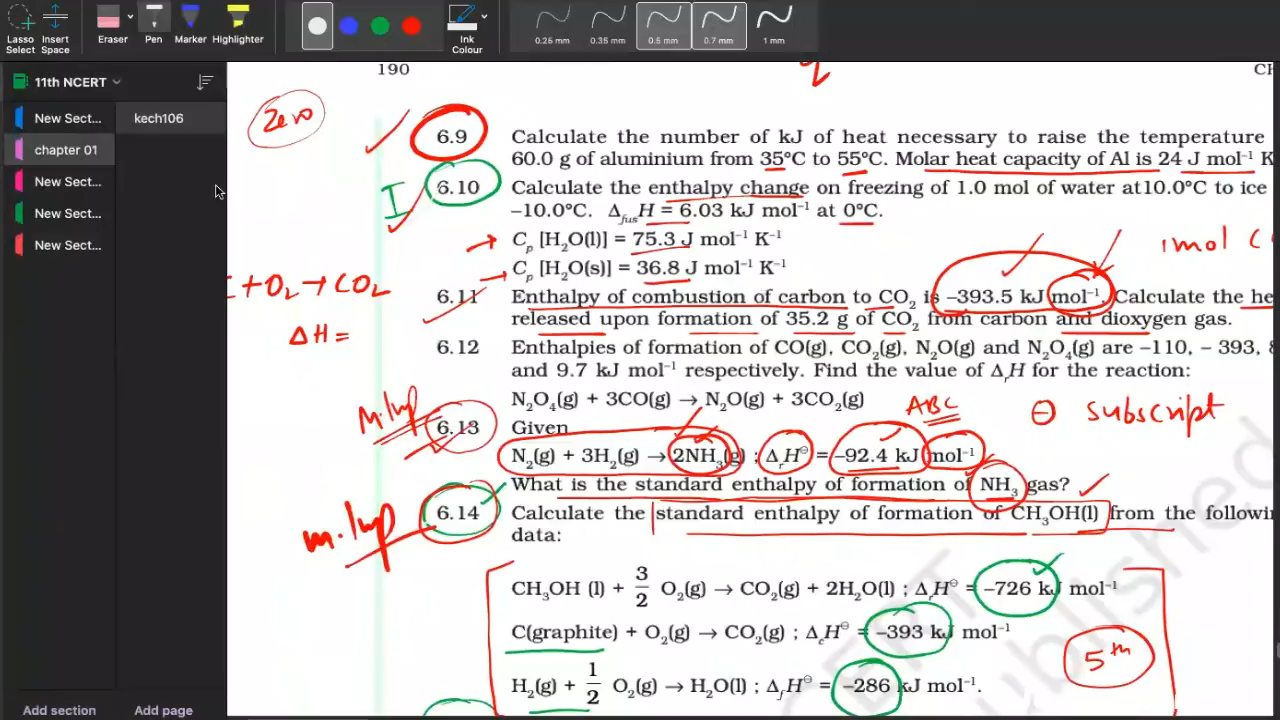 Lasso Select
Insert Space
Eraser
Pen
Marker
Highlighter
Ink Colour
0.25 mm
0.35 mm
0.5 mm
0.7 mm
1 mm
11th NCERT
New Sect...
chapter 01
New Sect...
New Sect...
New Sect...
kech106
Add section
Add page
190
Zero
6.9 Calculate the number of kJ of heat necessary to raise the temperature
60.0 g of aluminium from 35°C to 55°C. Molar heat capacity of Al is 24 J mol⁻¹ K
I
6.10 Calculate the enthalpy change on freezing of 1.0 mol of water at10.0°C to ice
–10.0°C. ΔfusH = 6.03 kJ mol⁻¹ at 0°C.
Cp [H₂O(l)] = 75.3 J mol⁻¹ K⁻¹
1mol
Cp [H₂O(s)] = 36.8 J mol⁻¹ K⁻¹
+O₂→CO₂
ΔH=
6.11 Enthalpy of combustion of carbon to CO₂ is –393.5 kJ mol⁻¹. Calculate the he
released upon formation of 35.2 g of CO₂ from carbon and dioxygen gas.
6.12 Enthalpies of formation of CO(g), CO₂(g), N₂O(g) and N₂O₄(g) are –110, – 393,
and 9.7 kJ mol⁻¹ respectively. Find the value of ΔrH for the reaction:
N₂O₄(g) + 3CO(g) → N₂O(g) + 3CO₂(g)
ABC
⊖ subscript
M.Imp
6.13 Given
N₂(g) + 3H₂(g) → 2NH₃(g) ; ΔrH⊖ = –92.4 kJ mol⁻¹
What is the standard enthalpy of formation of NH₃ gas?
m.Imp
6.14 Calculate the standard enthalpy of formation of CH₃OH(l) from the followin
data:
CH₃OH (l) + 3/2 O₂(g) → CO₂(g) + 2H₂O(l) ; ΔrH⊖ = –726 kJ mol⁻¹
C(graphite) + O₂(g) → CO₂(g) ; ΔcH⊖ = –393 kJ mol⁻¹
5th
H₂(g) + 1/2 O₂(g) → H₂O(l) ; ΔfH⊖ = –286 kJ mol⁻¹.